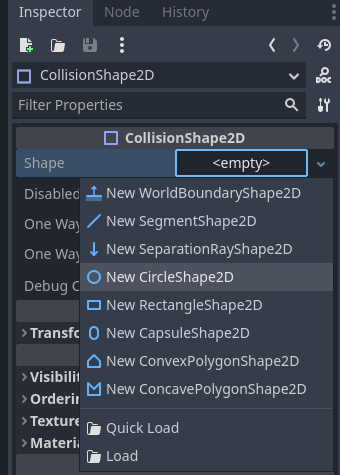 Inspector Node History
CollisionShape2D
Filter Properties
CollisionShape2D
Shape <empty>
New WorldBoundaryShape2D
Disabled
New SegmentShape2D
One Way
New SeparationRayShape2D
One Way
New CircleShape2D
Debug C
New RectangleShape2D
New CapsuleShape2D
Transfo
New ConvexPolygonShape2D
Visibilit
New ConcavePolygonShape2D
Orderin
Texture
Quick Load
Materia
Load